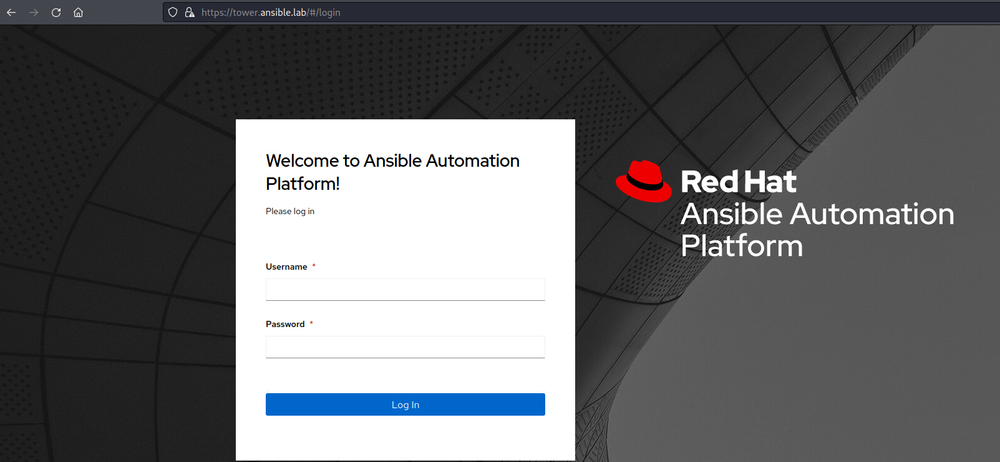 https://tower.ansible.lab/#/login
Welcome to Ansible Automation
Platform!
Please log in
Username *
Password *
Log In
Red Hat
Ansible Automation
Platform